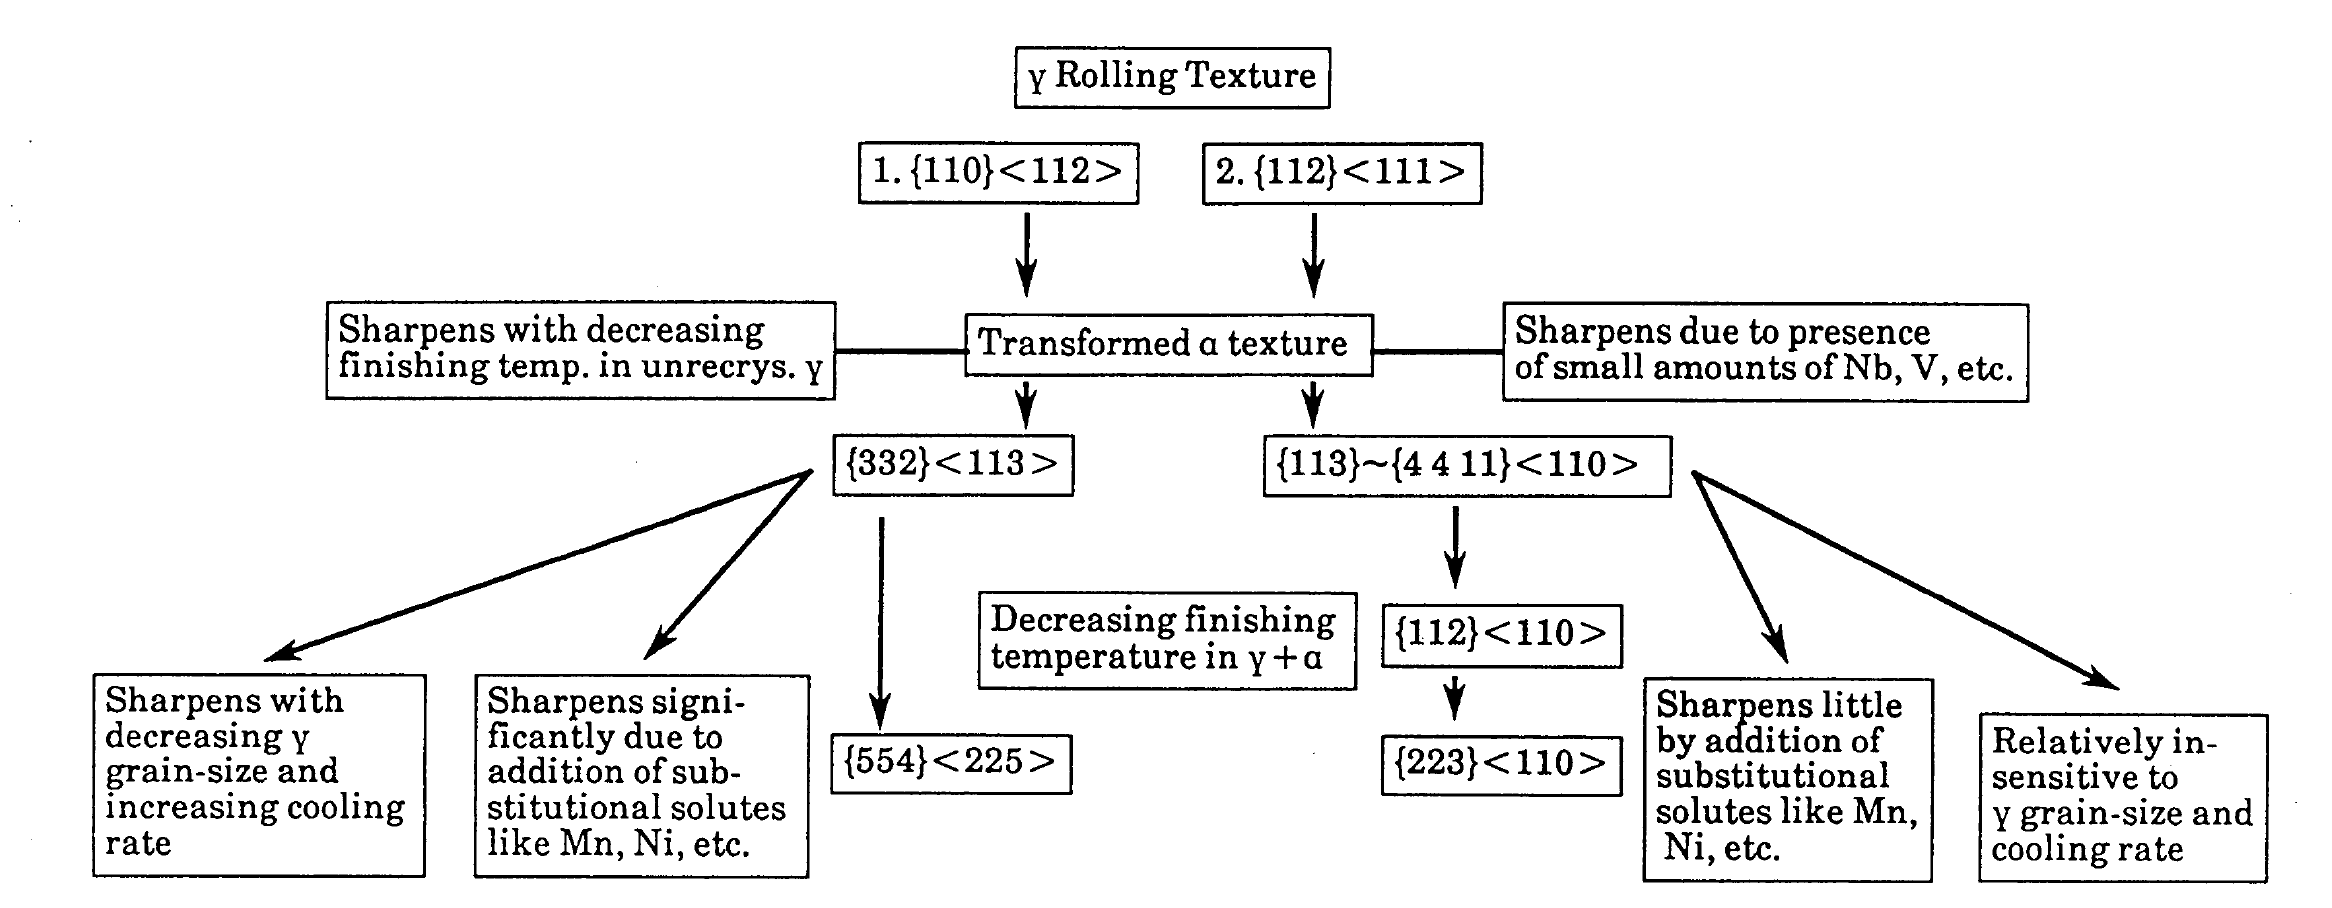 γ Rolling Texture
1. {110}<112>
2. {112}<111>
Sharpens with decreasing
finishing temp. in unrecrys. γ
Transformed α texture
Sharpens due to presence
of small amounts of Nb, V, etc.
{332}<113>
{113}~{4 4 11}<110>
Decreasing finishing
temperature in γ+α
{112}<110>
Sharpens with
decreasing γ
grain-size and
increasing cooling
rate
Sharpens signi-
ficantly due to
addition of sub-
stitutional solutes
like Mn, Ni, etc.
{554}<225>
{223}<110>
Sharpens little
by addition of
substitutional
solutes like Mn,
Ni, etc.
Relatively in-
sensitive to
γ grain-size and
cooling rate